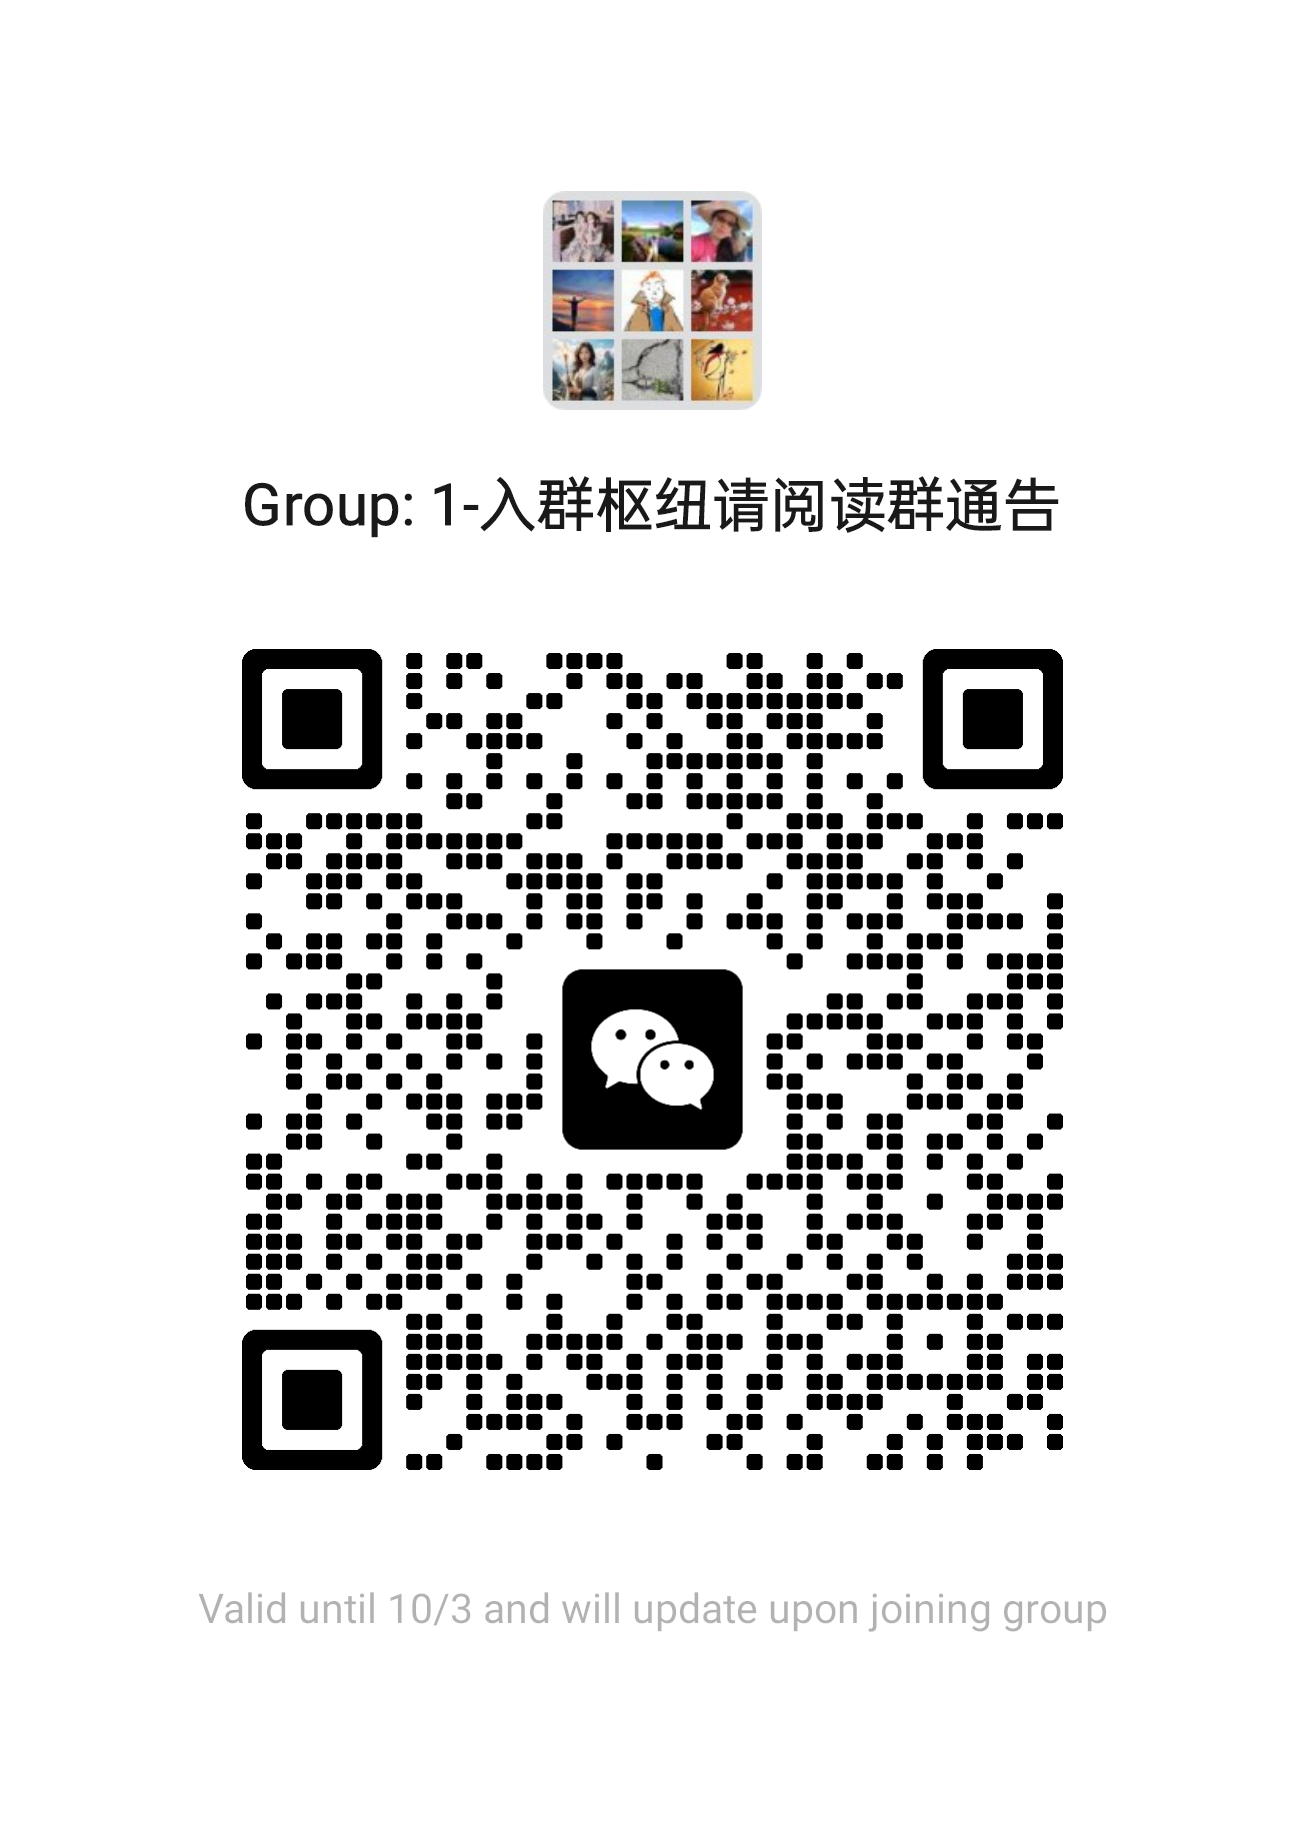 Group: 1-入群枢纽请阅读群通告
Valid until 10/3 and will update upon joining group